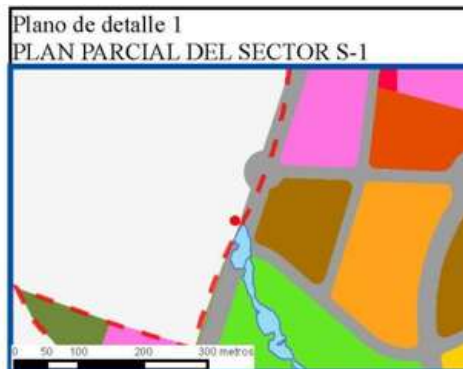 Plano de detalle 1
PLAN PARCIAL DEL SECTOR S-1
0 50 100 200 300 metros